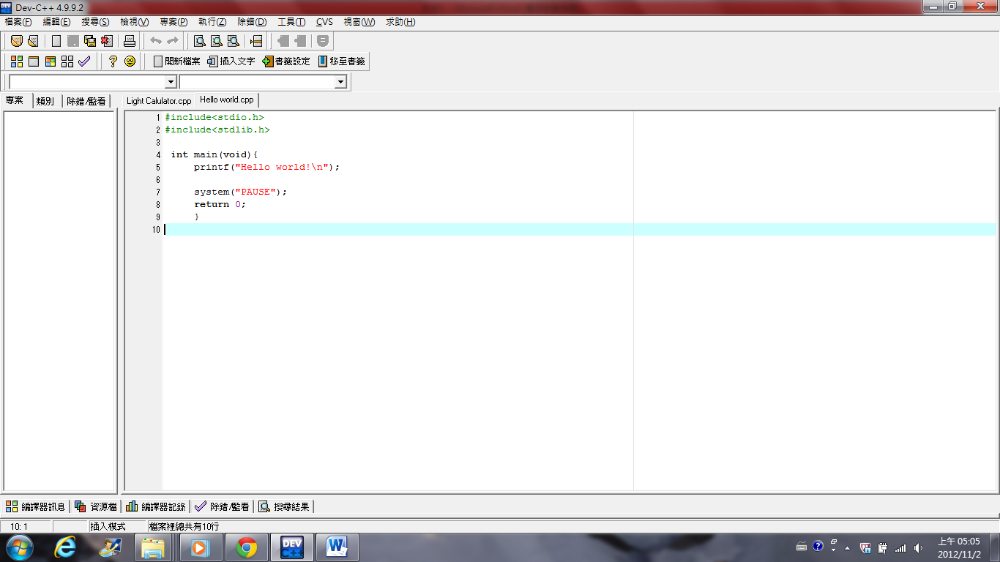 Dev-C++ 4.9.9.2
檔案(F) 編輯(E) 搜尋(S) 檢視(V) 專案(P) 執行(Z) 除錯(D) 工具(T) CVS 視窗(W) 求助(H)
開新檔案 插入文字 書籤設定 移至書籤
專案 類別 除錯/監看 Light Calulator.cpp Hello world.cpp
1 #include<stdio.h>
2 #include<stdlib.h>
3
4 int main(void){
5 printf("Hello world!\n");
6
7 system("PAUSE");
8 return 0;
9 }
10
編譯器訊息 資源檔 編譯器記錄 除錯/監看 搜尋結果
10: 1 插入模式 檔案裡總共有10行
DEV C++ W
上午 05:05
2012/11/2